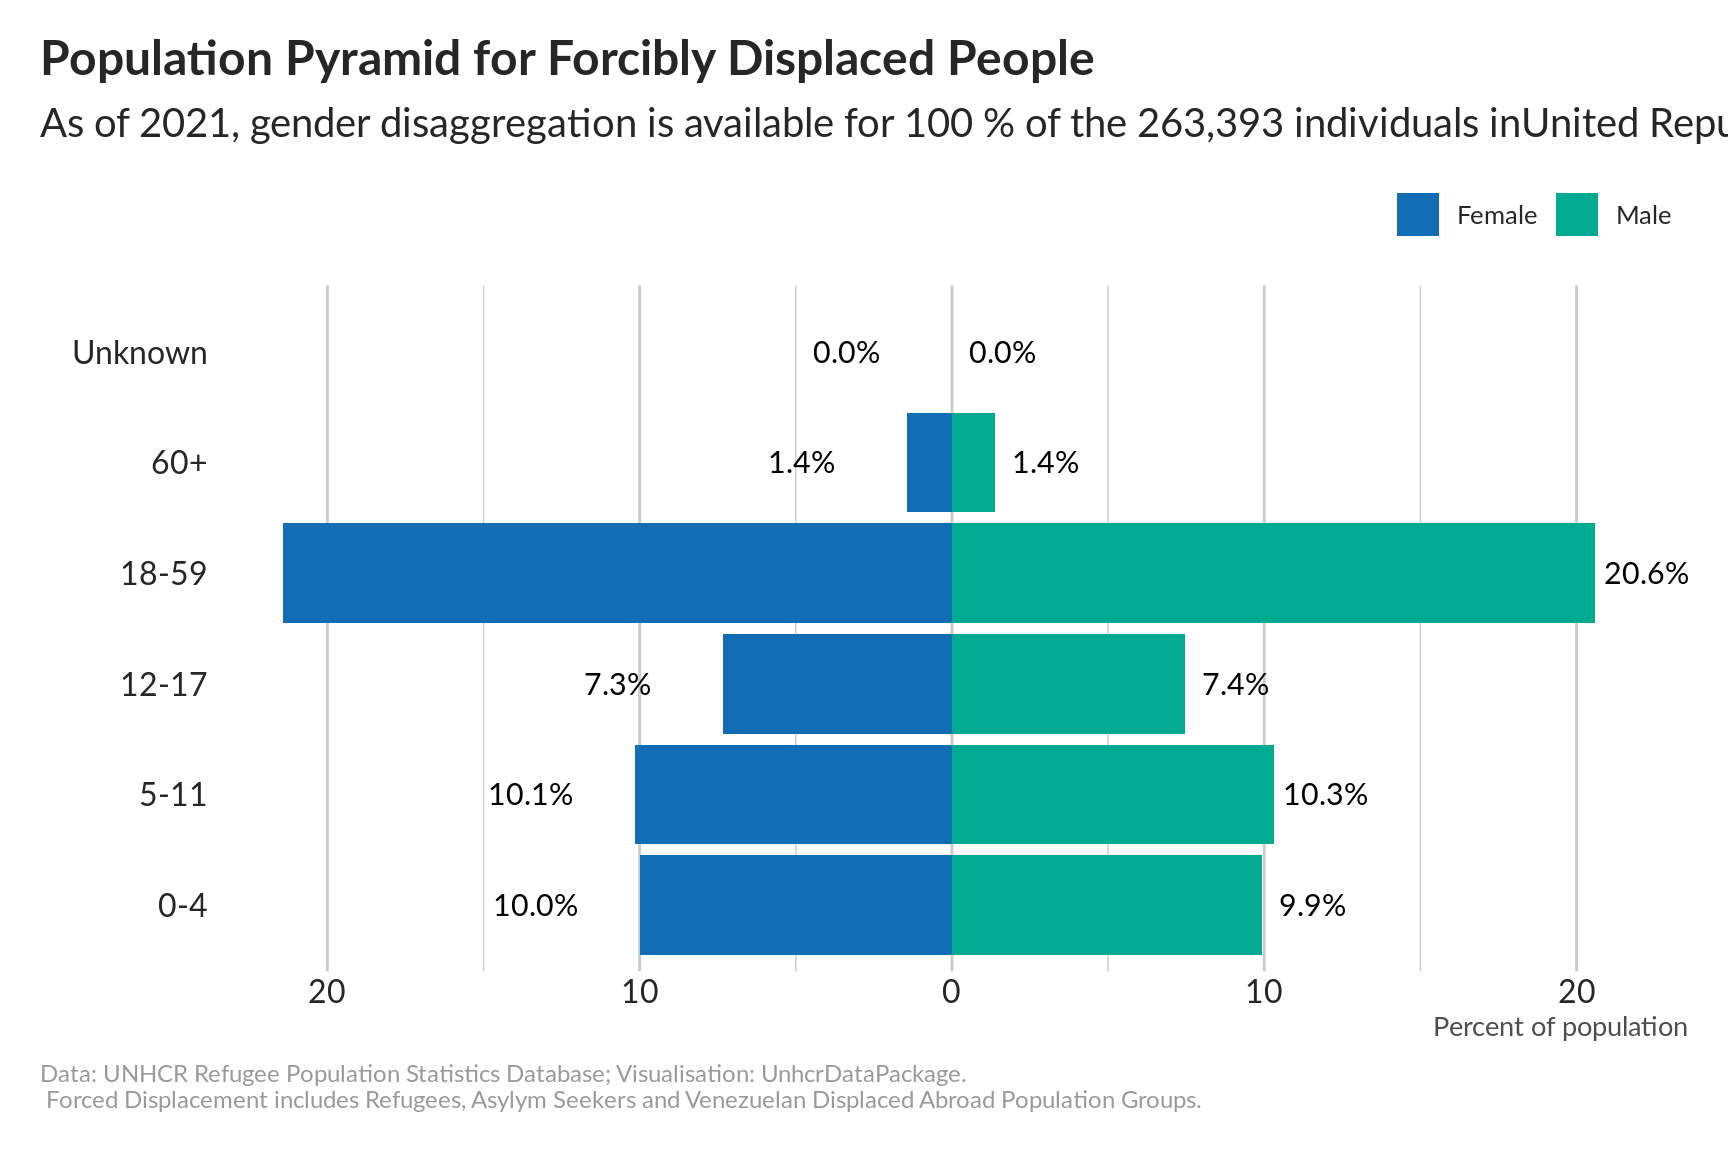 Population Pyramid for Forcibly Displaced People
As of 2021, gender disaggregation is available for 100 % of the 263,393 individuals inUnited Repu
Female Male
Unknown 0.0% 0.0%
60+ 1.4% 1.4%
18-59 20.6%
12-17 7.3% 7.4%
5-11 10.1% 10.3%
0-4 10.0% 9.9%
20 10 0 10 20
Percent of population
Data: UNHCR Refugee Population Statistics Database; Visualisation: UnhcrDataPackage.
Forced Displacement includes Refugees, Asylym Seekers and Venezuelan Displaced Abroad Population Groups.